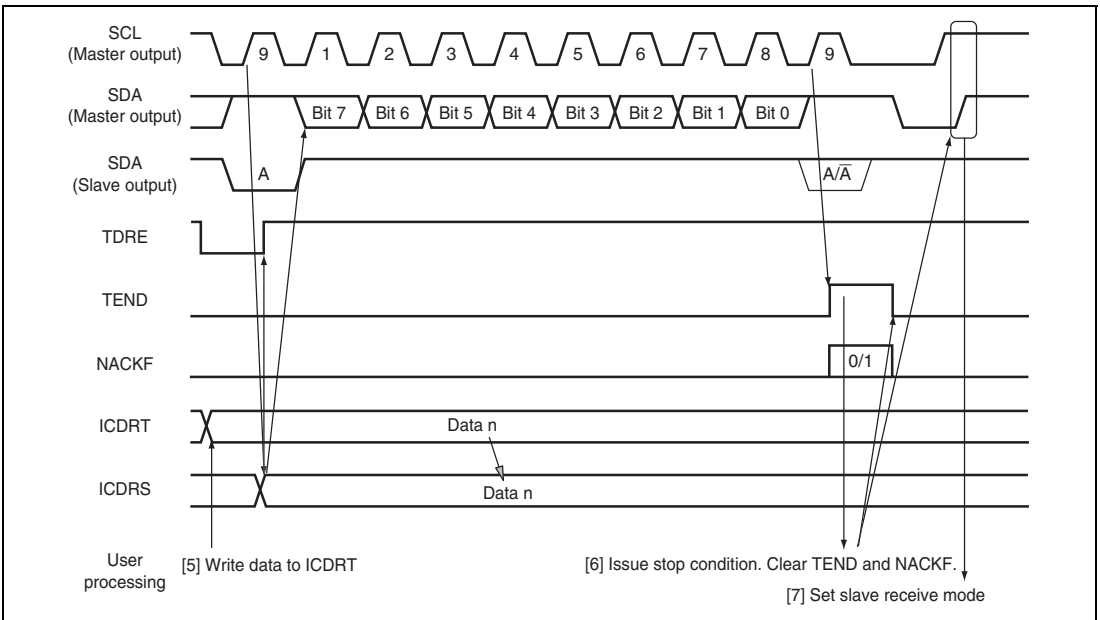 SCL
(Master output)
9 1 2 3 4 5 6 7 8 9
SDA
(Master output)
Bit 7 Bit 6 Bit 5 Bit 4 Bit 3 Bit 2 Bit 1 Bit 0
SDA
(Slave output)
A A/A̅
TDRE
TEND
NACKF
0/1
ICDRT
Data n
ICDRS
Data n
User
processing
[5] Write data to ICDRT
[6] Issue stop condition. Clear TEND and NACKF.
[7] Set slave receive mode